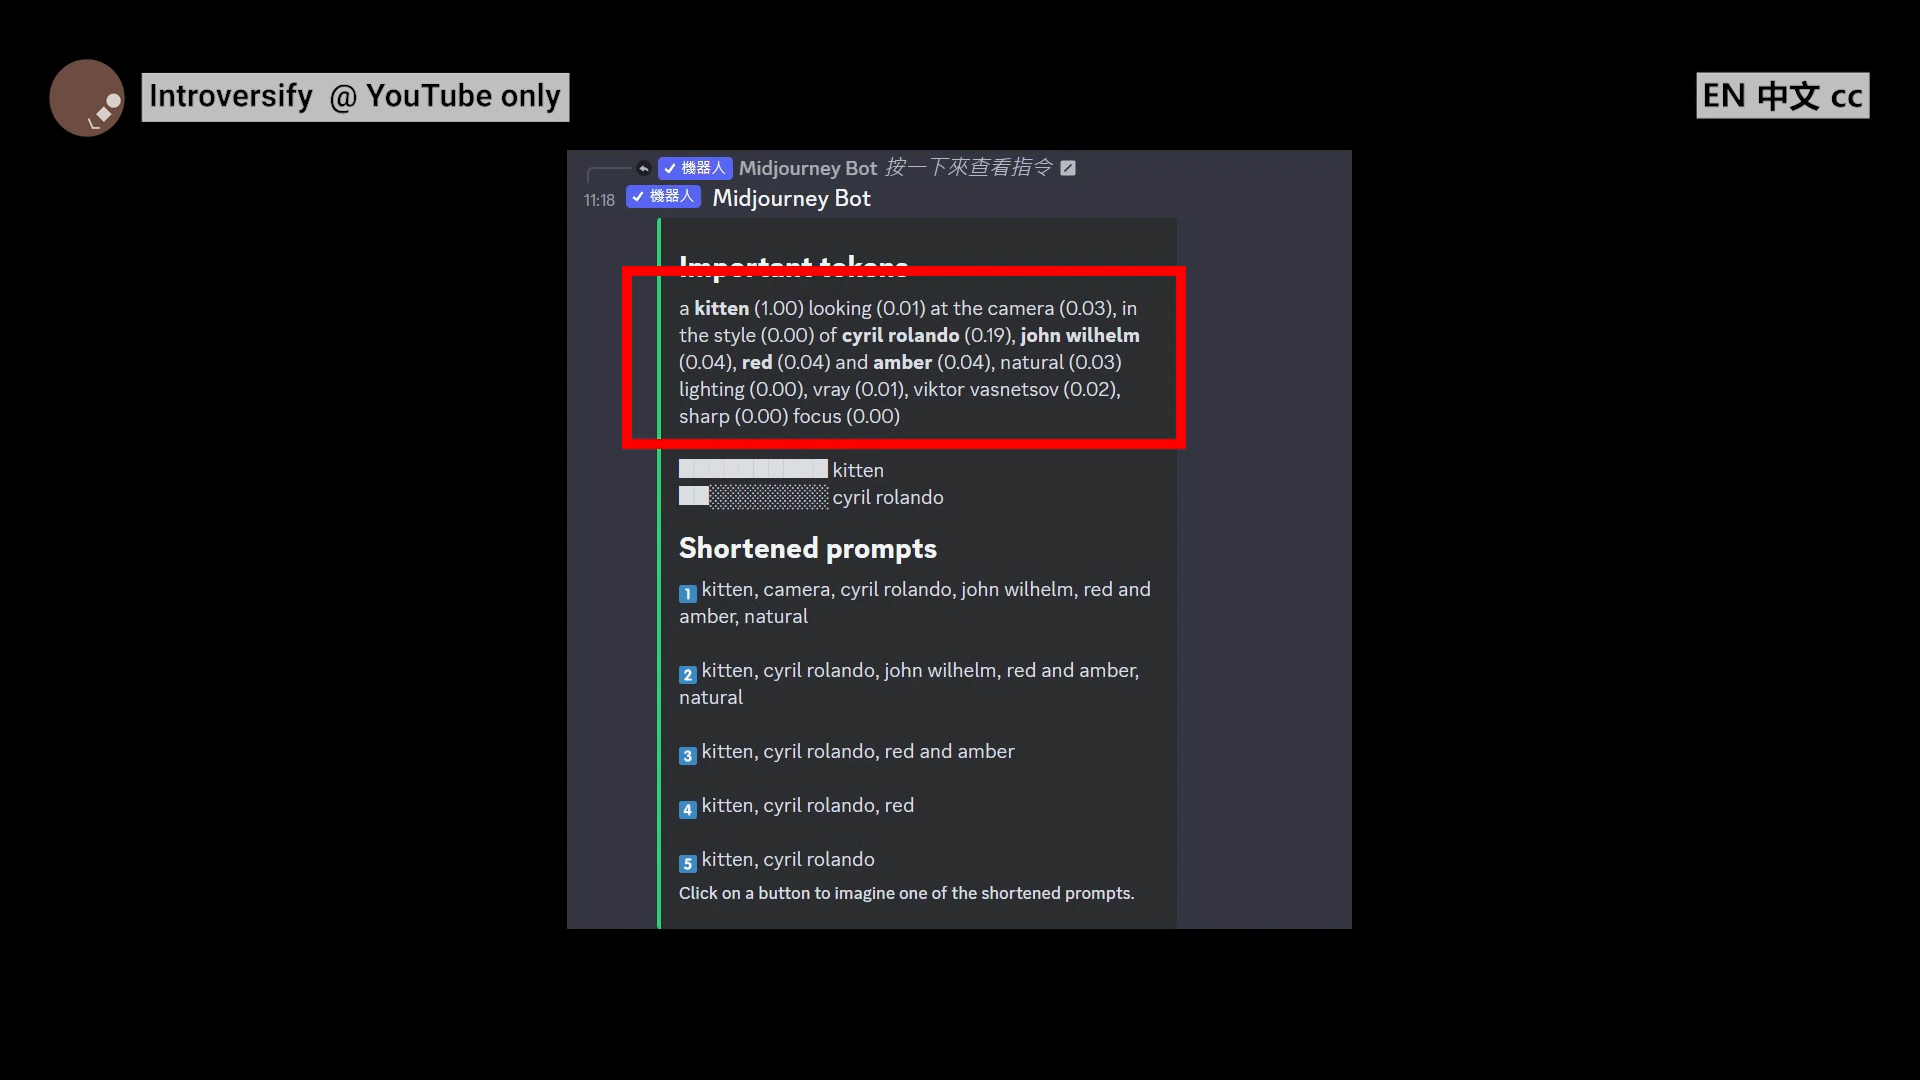 Introversify @ YouTube only
EN 中文 cc
✓ 機器人 Midjourney Bot 按一下來查看指令
11:18 ✓ 機器人 Midjourney Bot
Important tokens
a kitten (1.00) looking (0.01) at the camera (0.03), in
the style (0.00) of cyril rolando (0.19), john wilhelm
(0.04), red (0.04) and amber (0.04), natural (0.03)
lighting (0.00), vray (0.01), viktor vasnetsov (0.02),
sharp (0.00) focus (0.00)
██████████ kitten
██░░░░░░░░ cyril rolando
Shortened prompts
1 kitten, camera, cyril rolando, john wilhelm, red and
amber, natural
2 kitten, cyril rolando, john wilhelm, red and amber,
natural
3 kitten, cyril rolando, red and amber
4 kitten, cyril rolando, red
5 kitten, cyril rolando
Click on a button to imagine one of the shortened prompts.